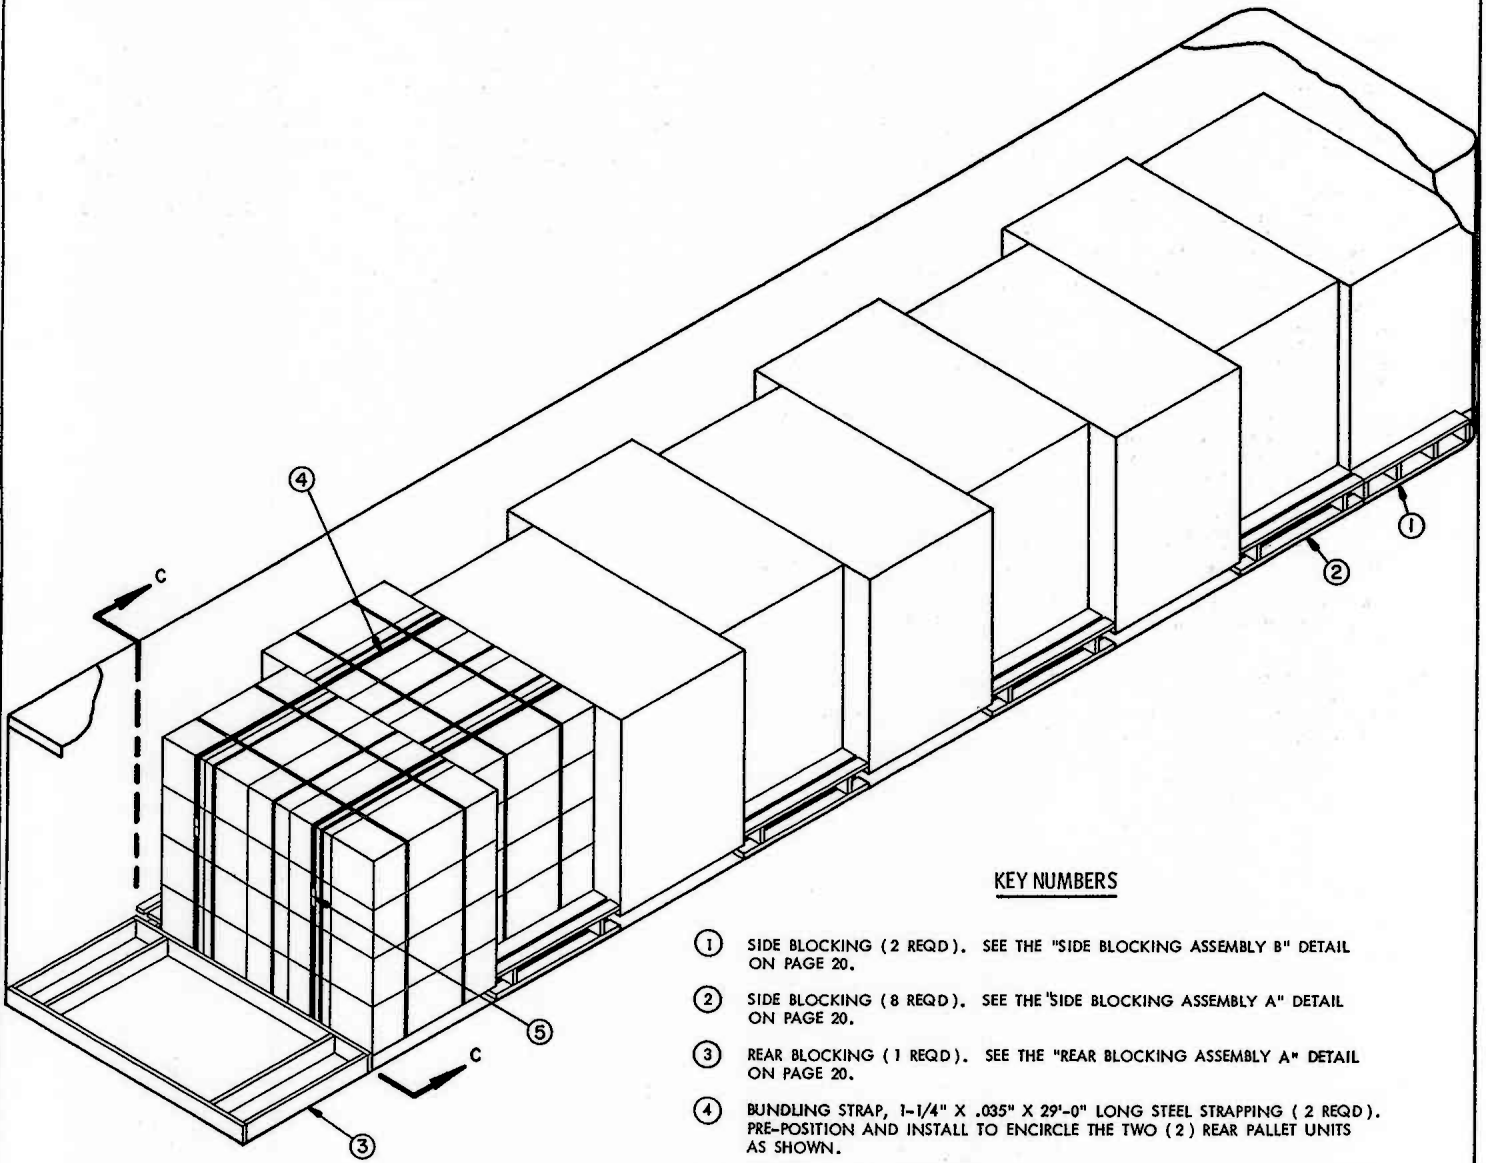 C
4
1
2
5
C
3
KEY NUMBERS
1 SIDE BLOCKING (2 REQD). SEE THE "SIDE BLOCKING ASSEMBLY B" DETAIL
ON PAGE 20.
2 SIDE BLOCKING (8 REQD). SEE THE "SIDE BLOCKING ASSEMBLY A" DETAIL
ON PAGE 20.
3 REAR BLOCKING (1 REQD). SEE THE "REAR BLOCKING ASSEMBLY A" DETAIL
ON PAGE 20.
4 BUNDLING STRAP, 1-1/4" X .035" X 29'-0" LONG STEEL STRAPPING (2 REQD).
PRE-POSITION AND INSTALL TO ENCIRCLE THE TWO (2) REAR PALLET UNITS
AS SHOWN.